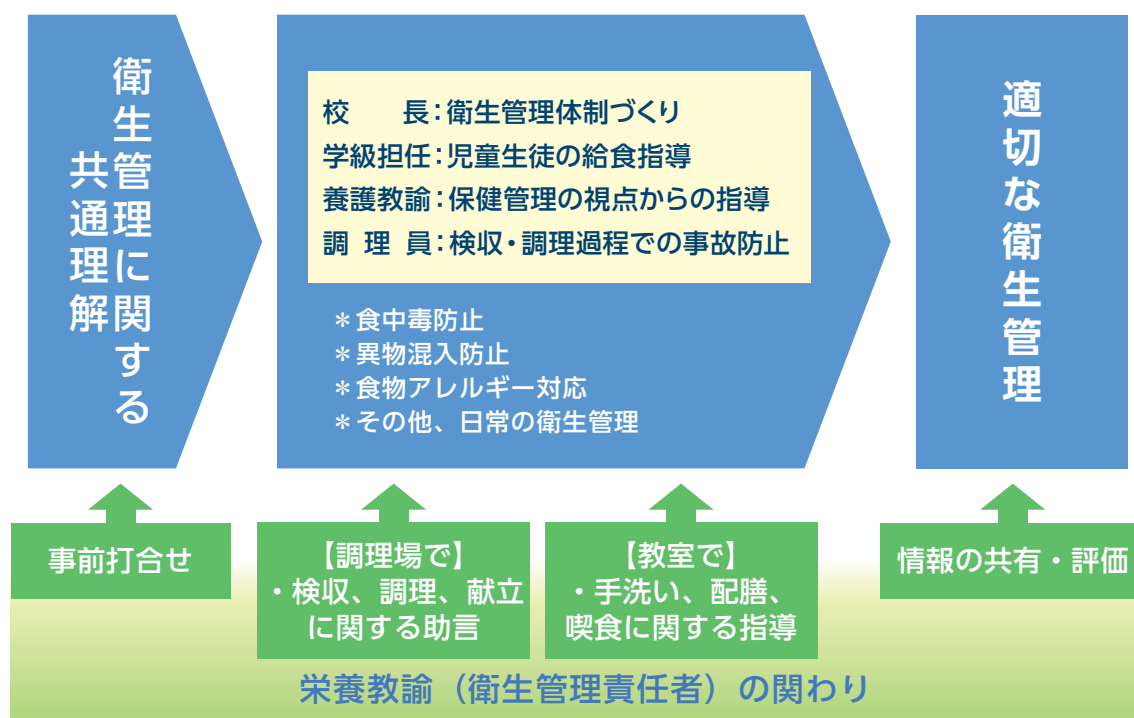 衛生管理に関する
共通理解
校　　長：衛生管理体制づくり
学級担任：児童生徒の給食指導
養護教諭：保健管理の視点からの指導
調 理 員：検収・調理過程での事故防止
＊食中毒防止
＊異物混入防止
＊食物アレルギー対応
＊その他、日常の衛生管理
適切な衛生管理
事前打合せ
【調理場で】
・検収、調理、献立
に関する助言
【教室で】
・手洗い、配膳、
喫食に関する指導
情報の共有・評価
栄養教諭（衛生管理責任者）の関わり